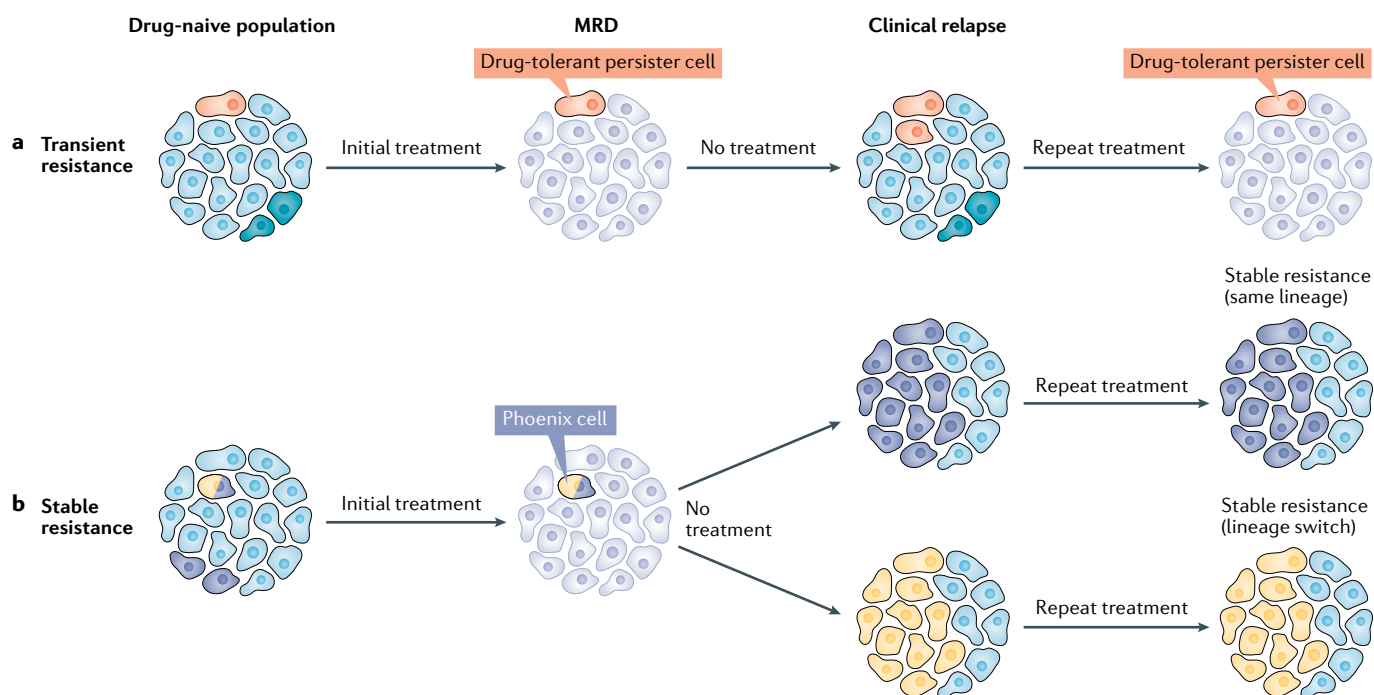 Drug-naive population
MRD
Clinical relapse
Drug-tolerant persister cell
Drug-tolerant persister cell
a Transient
resistance
Initial treatment
No treatment
Repeat treatment
Stable resistance
(same lineage)
Repeat treatment
Phoenix cell
b Stable
resistance
Initial treatment
No
treatment
Stable resistance
(lineage switch)
Repeat treatment